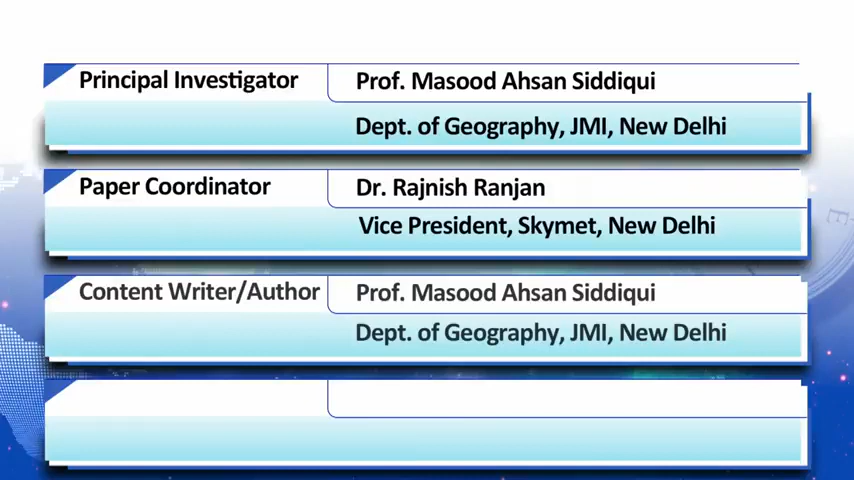 Principal Investigator Prof. Masood Ahsan Siddiqui
Dept. of Geography, JMI, New Delhi
Paper Coordinator Dr. Rajnish Ranjan
Vice President, Skymet, New Delhi
Content Writer/Author Prof. Masood Ahsan Siddiqui
Dept. of Geography, JMI, New Delhi